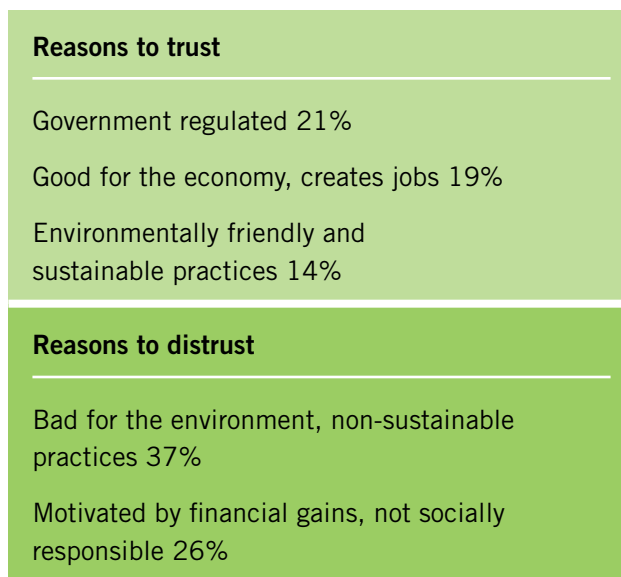 Reasons to trust
Government regulated 21%
Good for the economy, creates jobs 19%
Environmentally friendly and
sustainable practices 14%
Reasons to distrust
Bad for the environment, non-sustainable
practices 37%
Motivated by financial gains, not socially
responsible 26%